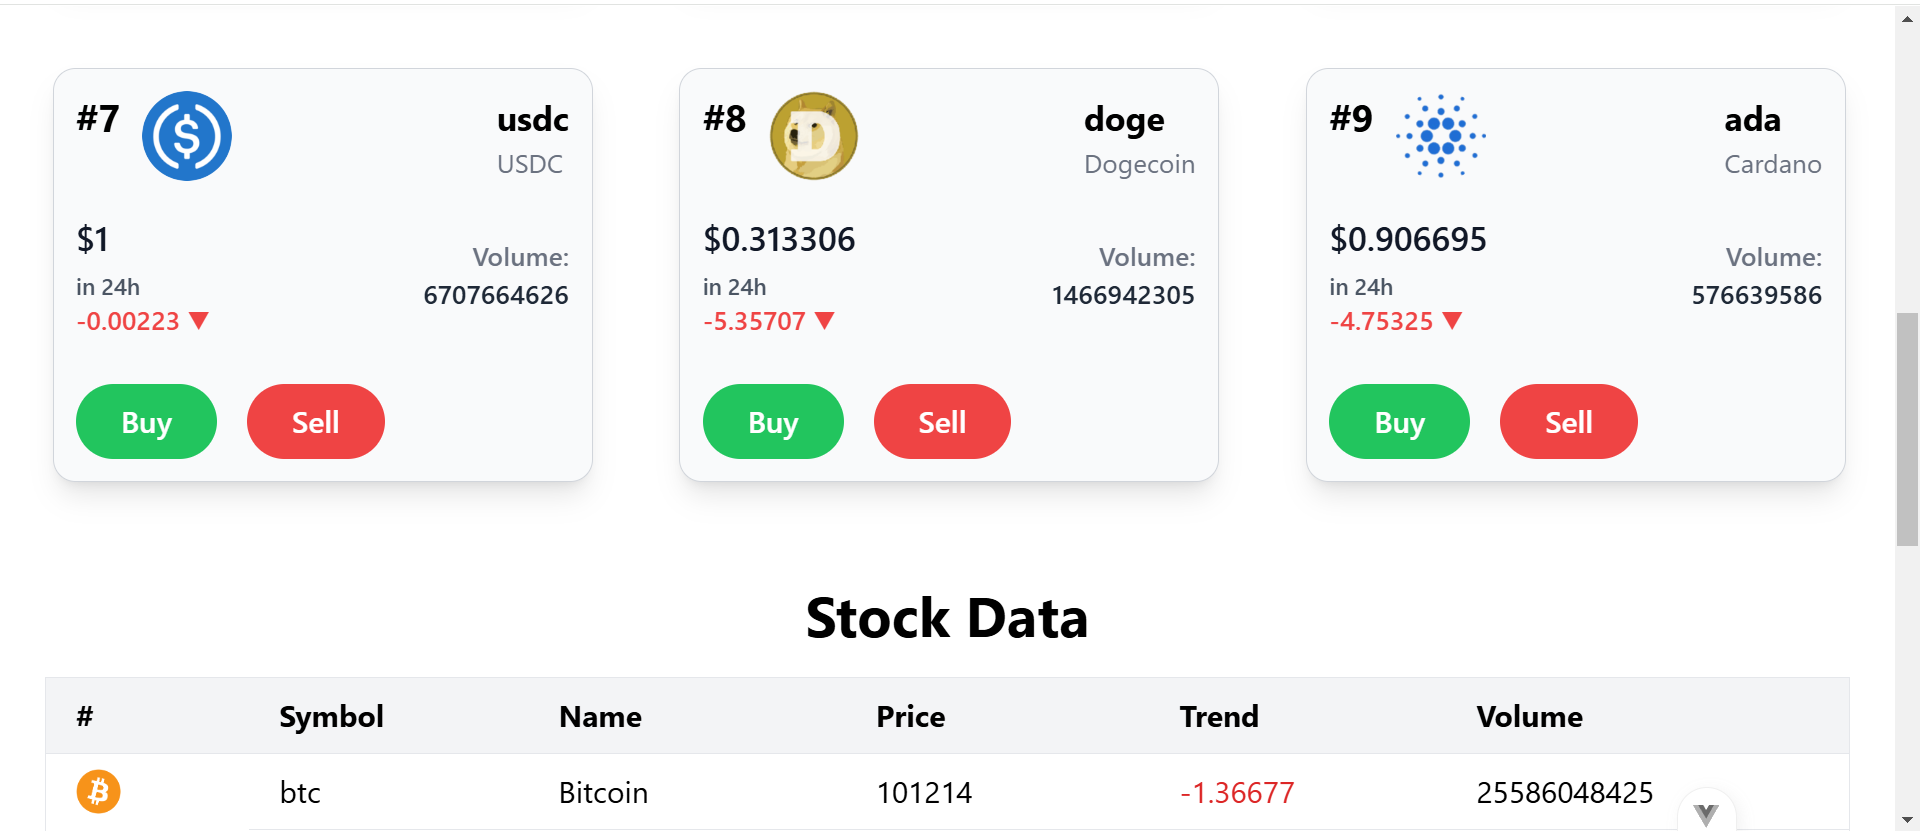 #7
usdc
USDC
$1
in 24h
-0.00223 ▼
Volume:
6707664626
Buy
Sell
#8
doge
Dogecoin
$0.313306
in 24h
-5.35707 ▼
Volume:
1466942305
Buy
Sell
#9
ada
Cardano
$0.906695
in 24h
-4.75325 ▼
Volume:
576639586
Buy
Sell
Stock Data
# Symbol Name Price Trend Volume
btc Bitcoin 101214 -1.36677 25586048425